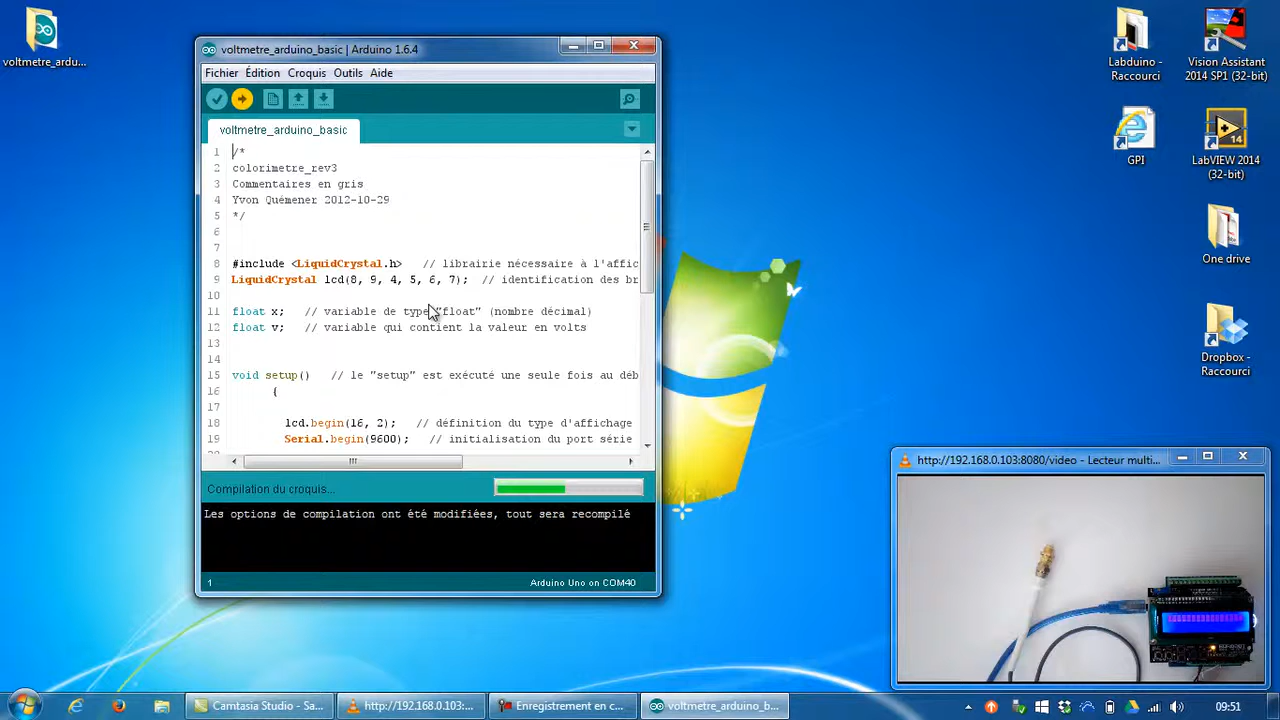 voltmetre_ardu...
voltmetre_arduino_basic | Arduino 1.6.4
Fichier Édition Croquis Outils Aide
voltmetre_arduino_basic
1 /*
2 colorimetre_rev3
3 Commentaires en gris
4 Yvon Quémener 2012-10-29
5 */
6
7
8 #include <LiquidCrystal.h> // librairie nécessaire à l'affic
9 LiquidCrystal lcd(8, 9, 4, 5, 6, 7); // identification des br
10
11 float x; // variable de type "float" (nombre décimal)
12 float v; // variable qui contient la valeur en volts
13
14
15 void setup() // le "setup" est exécuté une seule fois au déb
16 {
17
18 lcd.begin(16, 2); // définition du type d'affichage
19 Serial.begin(9600); // initialisation du port série
Compilation du croquis...
Les options de compilation ont été modifiées, tout sera recompilé
1 Arduino Uno on COM40
Labduino -
Raccourci
Vision Assistant
2014 SP1 (32-bit)
GPI
14
LabVIEW 2014
(32-bit)
One drive
Dropbox -
Raccourci
http://192.168.0.103:8080/video - Lecteur multi...
Camtasia Studio - Sa...
http://192.168.0.103:...
Enregistrement en c...
voltmetre_arduino_b...
09:51